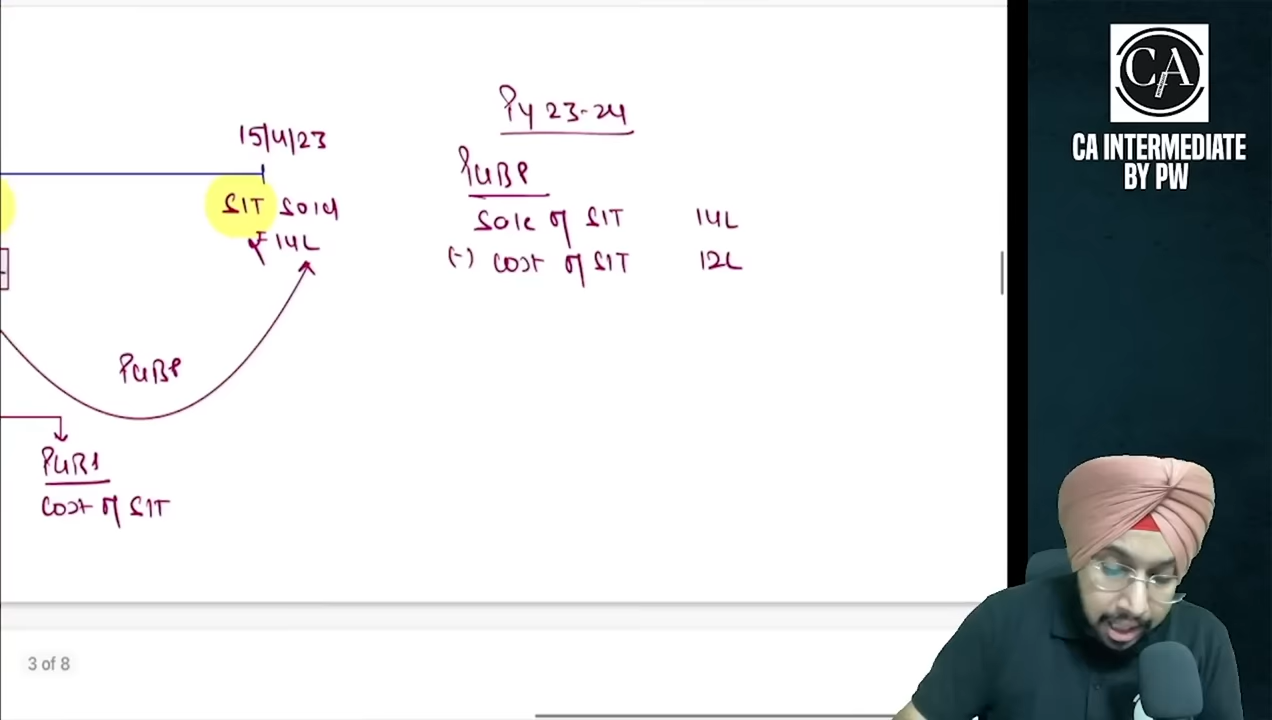 15/4/23
SIT Sold
₹14L
PUBP
PURI
Cost of SIT
PY 23-24
PUBP
Sale of SIT 14L
(-) Cost of SIT 12L
3 of 8
CA
CA INTERMEDIATE
BY PW